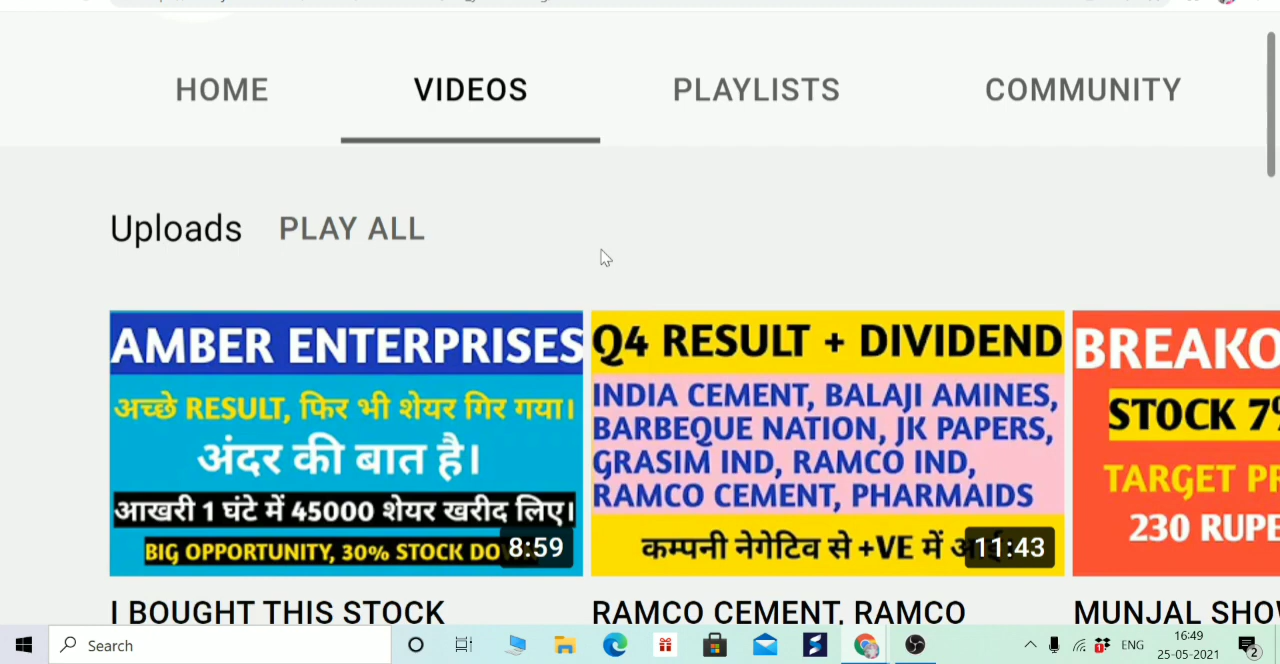 HOME VIDEOS PLAYLISTS COMMUNITY
Uploads PLAY ALL
AMBER ENTERPRISES
अच्छे RESULT, फिर भी शेयर गिर गया।
अंदर की बात है।
आखरी 1 घंटे में 45000 शेयर खरीद लिए।
BIG OPPORTUNITY, 30% STOCK DO
8:59
I BOUGHT THIS STOCK
Q4 RESULT + DIVIDEND
INDIA CEMENT, BALAJI AMINES,
BARBEQUE NATION, JK PAPERS,
GRASIM IND, RAMCO IND,
RAMCO CEMENT, PHARMAIDS
कम्पनी नेगेटिव से +VE में
11:43
RAMCO CEMENT, RAMCO
BREAKO
STOCK 7%
TARGET PR
230 RUPE
MUNJAL SHOW
Search
ENG
16:49
25-05-2021
2